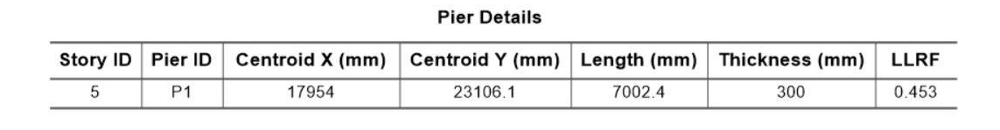 Pier Details
Story ID Pier ID Centroid X (mm) Centroid Y (mm) Length (mm) Thickness (mm) LLRF
5 P1 17954 23106.1 7002.4 300 0.453